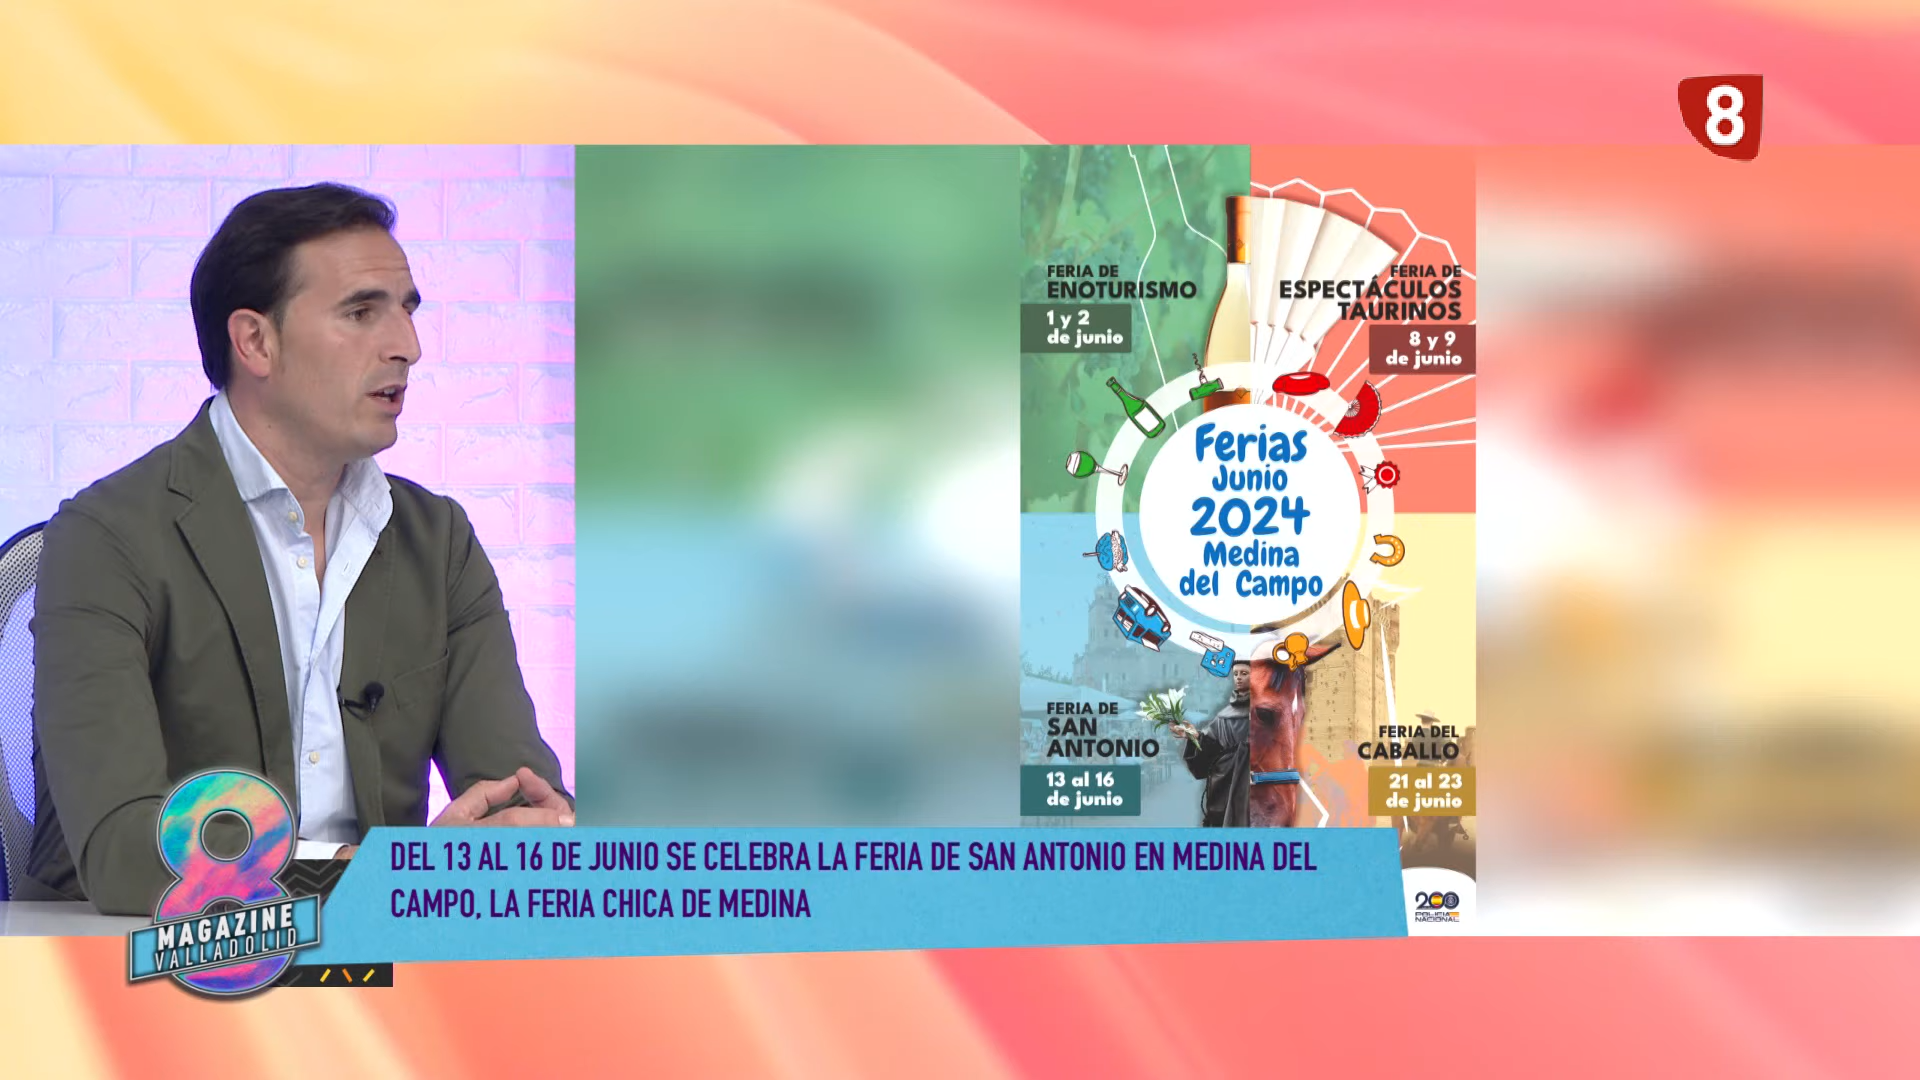 8
FERIA DE
ENOTURISMO
1 y 2
de junio
FERIA DE
ESPECTÁCULOS
TAURINOS
8 y 9
de junio
Ferias
Junio
2024
Medina
del Campo
FERIA DE
SAN
ANTONIO
13 al 16
de junio
FERIA DEL
CABALLO
21 al 23
de junio
DEL 13 AL 16 DE JUNIO SE CELEBRA LA FERIA DE SAN ANTONIO EN MEDINA DEL
CAMPO, LA FERIA CHICA DE MEDINA
8
MAGAZINE
VALLADOLID
200
POLICIA
NACIONAL